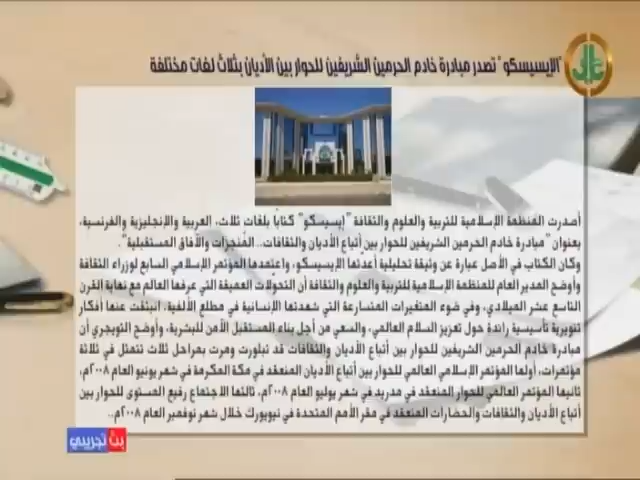 "الإيسيسكو" تصدر مبادرة خادم الحرمين الشريفين للحوار بين الأديان بثلاث لغات مختلفة
أصدرت المنظمة الإسلامية للتربية والعلوم والثقافة "إيسيسكو" كتابا بلغات ثلاث، العربية والإنجليزية والفرنسية،
بعنوان "مبادرة خادم الحرمين الشريفين للحوار بين أتباع الأديان والثقافات.. المنجزات والآفاق المستقبلية".
وكان الكتاب في الأصل عبارة عن وثيقة تحليلية أعدتها الإيسيسكو، واعتمدها المؤتمر الإسلامي السابع لوزراء الثقافة
وأوضح المدير العام للمنظمة الإسلامية للتربية والعلوم والثقافة أن التحولات العميقة التي عرفها العالم مع نهاية القرن
التاسع عشر الميلادي، وفي ضوء المتغيرات المتسارعة التي شهدتها الإنسانية في مطلع الألفية، انبثقت عنها أفكار
تنويرية تأسيسية رائدة حول تعزيز السلام العالمي، والسعي من أجل بناء المستقبل الآمن للبشرية، وأوضح التويجري أن
مبادرة خادم الحرمين الشريفين للحوار بين أتباع الأديان والثقافات قد تبلورت ومرت بمراحل ثلاث تتمثل في ثلاثة
مؤتمرات، أولها المؤتمر الإسلامي العالمي للحوار بين أتباع الأديان المنعقد في مكة المكرمة في شهر يونيو العام ٢٠٠٨م،
ثانيها المؤتمر العالمي للحوار المنعقد في مدريد في شهر يوليو العام ٢٠٠٨م، ثالثها الاجتماع رفيع المستوى للحوار بين
أتباع الأديان والثقافات والحضارات المنعقد في مقر الأمم المتحدة في نيويورك خلال شهر نوفمبر العام ٢٠٠٨م..
بث تجريبي